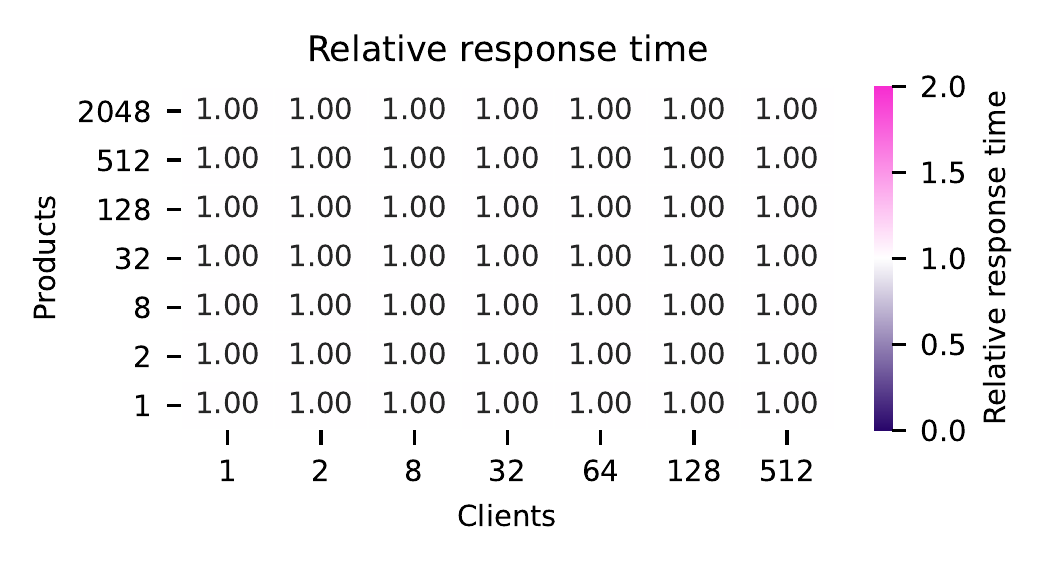 Relative response time
2048 1.00 1.00 1.00 1.00 1.00 1.00 1.00
512 1.00 1.00 1.00 1.00 1.00 1.00 1.00
128 1.00 1.00 1.00 1.00 1.00 1.00 1.00
32 1.00 1.00 1.00 1.00 1.00 1.00 1.00
8 1.00 1.00 1.00 1.00 1.00 1.00 1.00
2 1.00 1.00 1.00 1.00 1.00 1.00 1.00
1 1.00 1.00 1.00 1.00 1.00 1.00 1.00
1 2 8 32 64 128 512
Clients
Products
2.0
1.5
1.0
0.5
0.0
Relative response time